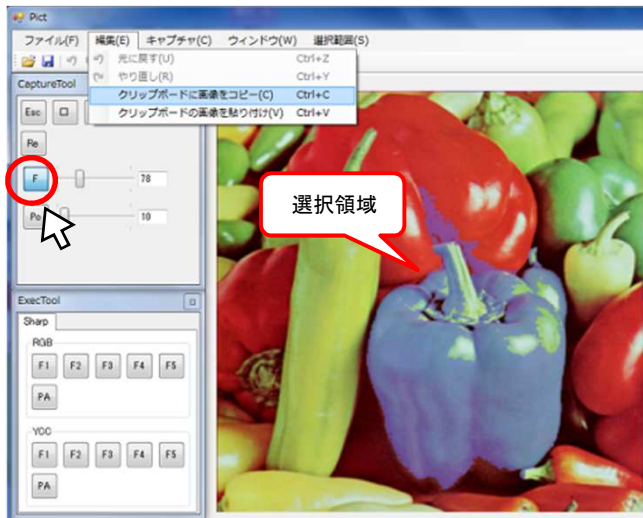 Pict
ファイル(F) 編集(E) キャプチャ(C) ウィンドウ(W) 選択範囲(S)
元に戻す(U) Ctrl+Z
やり直し(R) Ctrl+Y
クリップボードに画像をコピー(C) Ctrl+C
クリップボードの画像を貼り付け(V) Ctrl+V
CaptureTool
Esc
Re
F 78
Po 10
選択領域
ExecTool
Sharp
RGB
F1 F2 F3 F4 F5
PA
YCC
F1 F2 F3 F4 F5
PA